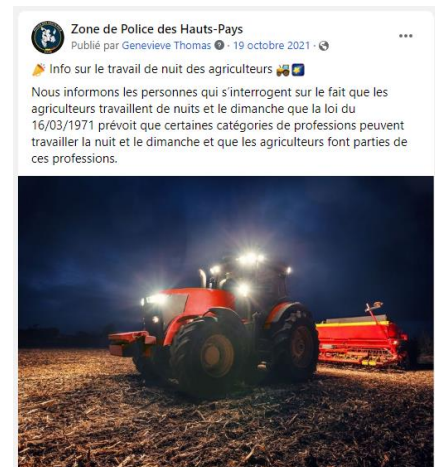 Zone de Police des Hauts-Pays
Publié par Genevieve Thomas · 19 octobre 2021 ·
Info sur le travail de nuit des agriculteurs
Nous informons les personnes qui s´interrogent sur le fait que les
agriculteurs travaillent de nuits et le dimanche que la loi du
16/03/1971 prévoit que certaines catégories de professions peuvent
travailler la nuit et le dimanche et que les agriculteurs font parties de
ces professions.